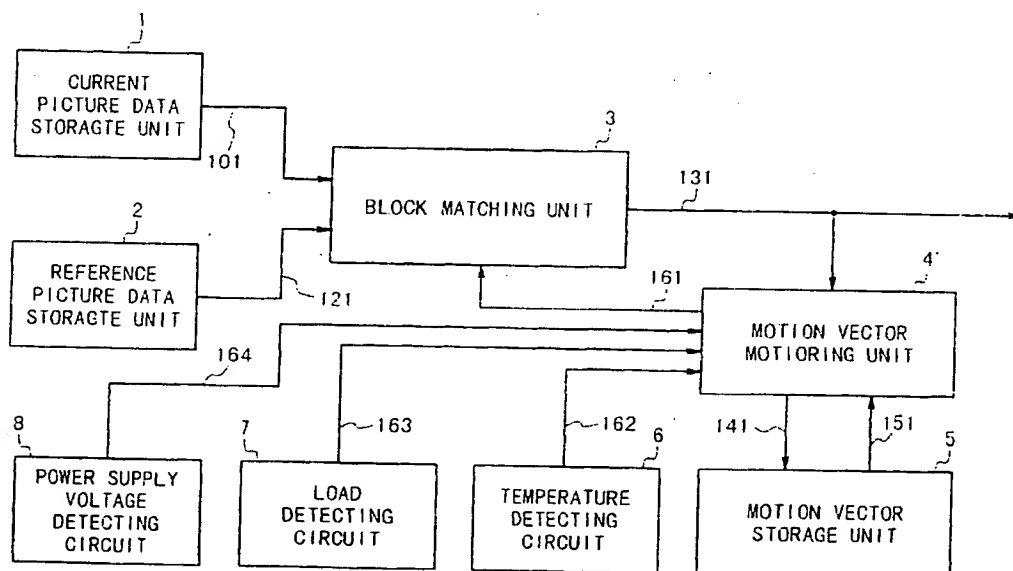 1
CURRENT
PICTURE DATA
STORAGTE UNIT
101
3
BLOCK MATCHING UNIT
131
2
REFERENCE
PICTURE DATA
STORAGTE UNIT
121
161
4'
MOTION VECTOR
MOTIORING UNIT
164
163
162
141
151
8
POWER SUPPLY
VOLTAGE
DETECTING
CIRCUIT
7
LOAD
DETECTING
CIRCUIT
6
TEMPERATURE
DETECTING
CIRCUIT
5
MOTION VECTOR
STORAGE UNIT